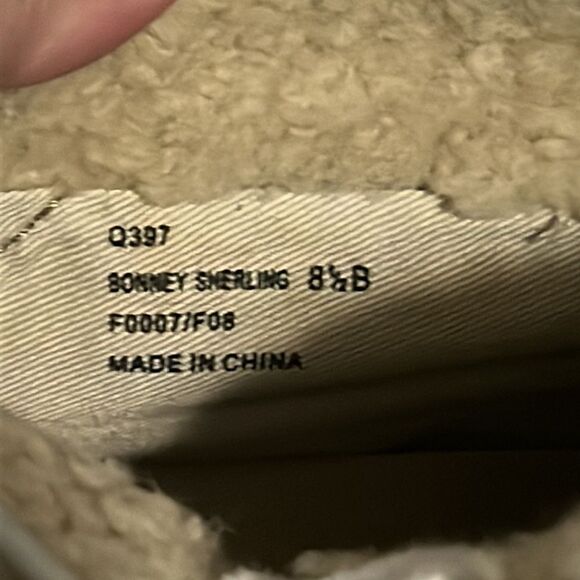 Q397
BONNEY SHERLING 8½B
F0007/F08
MADE IN CHINA